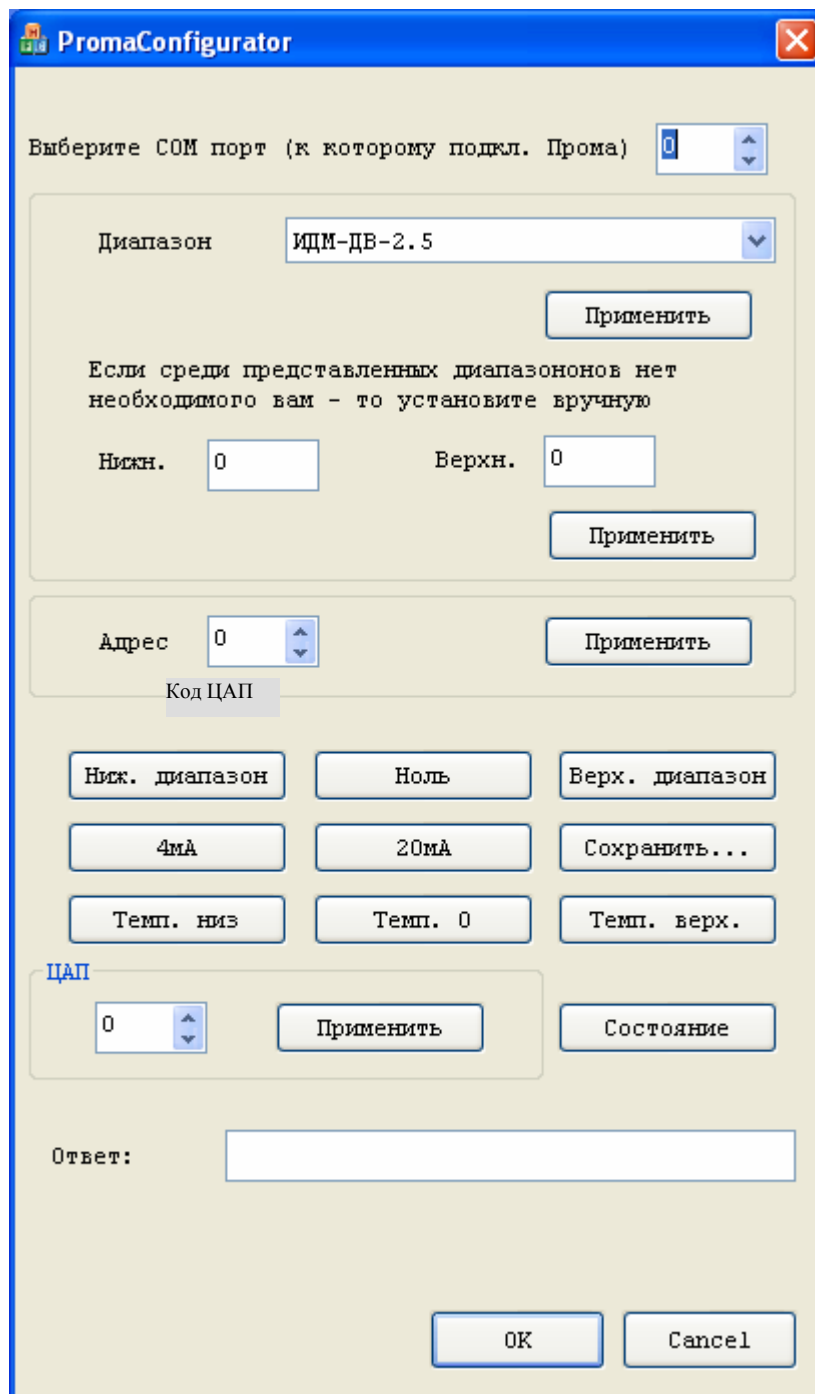 PromaConfigurator
Выберите COM порт (к которому подкл. Прома) 0
Диапазон ИДМ-ДВ-2.5
Применить
Если среди представленных диапазононов нет
необходимого вам - то установите вручную
Нижн. 0 Верхн. 0
Применить
Адрес 0 Применить
Код ЦАП
Ниж. диапазон Ноль Верх. диапазон
4мА 20мА Сохранить...
Темп. низ Темп. 0 Темп. верх.
ЦАП
0 Применить Состояние
Ответ:
OK Cancel